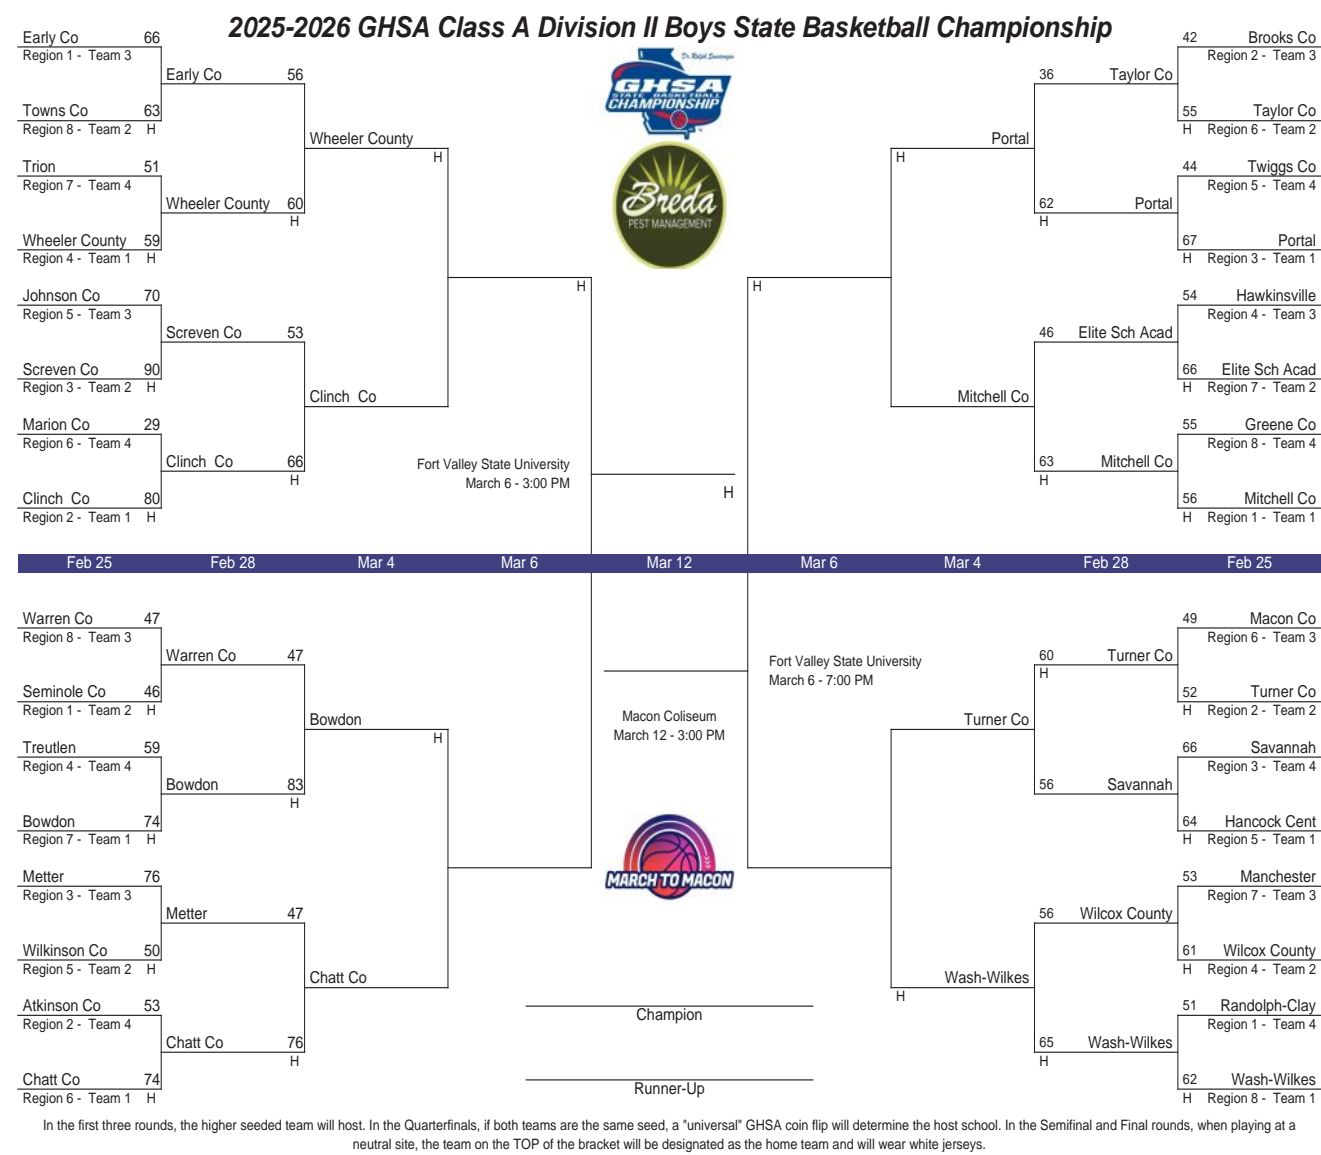 2025-2026 GHSA Class A Division II Boys State Basketball Championship
Early Co 66
Region 1 - Team 3
Early Co 56
Towns Co 63
Region 8 - Team 2 H
Wheeler County
H
Trion 51
Region 7 - Team 4
Wheeler County 60
H
Wheeler County 59
Region 4 - Team 1 H
H
Johnson Co 70
Region 5 - Team 3
Screven Co 53
Screven Co 90
Region 3 - Team 2 H
Clinch Co
Marion Co 29
Region 6 - Team 4
Clinch Co 66
H
Clinch Co 80
Region 2 - Team 1 H
Fort Valley State University
March 6 - 3:00 PM
H
GHSA
STATE BASKETBALL
CHAMPIONSHIP
Breda
PEST MANAGEMENT
42 Brooks Co
Region 2 - Team 3
36 Taylor Co
55 Taylor Co
H Region 6 - Team 2
Portal
H
44 Twiggs Co
Region 5 - Team 4
62 Portal
H
67 Portal
H Region 3 - Team 1
H
54 Hawkinsville
Region 4 - Team 3
46 Elite Sch Acad
66 Elite Sch Acad
H Region 7 - Team 2
Mitchell Co
55 Greene Co
Region 8 - Team 4
63 Mitchell Co
H
56 Mitchell Co
H Region 1 - Team 1
Feb 25 Feb 28 Mar 4 Mar 6 Mar 12 Mar 6 Mar 4 Feb 28 Feb 25
Warren Co 47
Region 8 - Team 3
Warren Co 47
Seminole Co 46
Region 1 - Team 2 H
Bowdon
H
Treutlen 59
Region 4 - Team 4
Bowdon 83
H
Bowdon 74
Region 7 - Team 1 H
Metter 76
Region 3 - Team 3
Metter 47
Wilkinson Co 50
Region 5 - Team 2 H
Chatt Co
Atkinson Co 53
Region 2 - Team 4
Chatt Co 76
H
Chatt Co 74
Region 6 - Team 1 H
Macon Coliseum
March 12 - 3:00 PM
MARCH TO MACON
Champion
Runner-Up
Fort Valley State University
March 6 - 7:00 PM
49 Macon Co
Region 6 - Team 3
60 Turner Co
H
52 Turner Co
H Region 2 - Team 2
Turner Co
66 Savannah
Region 3 - Team 4
56 Savannah
64 Hancock Cent
H Region 5 - Team 1
53 Manchester
Region 7 - Team 3
56 Wilcox County
61 Wilcox County
H Region 4 - Team 2
Wash-Wilkes
H
51 Randolph-Clay
Region 1 - Team 4
65 Wash-Wilkes
H
62 Wash-Wilkes
H Region 8 - Team 1
In the first three rounds, the higher seeded team will host. In the Quarterfinals, if both teams are the same seed, a "universal" GHSA coin flip will determine the host school. In the Semifinal and Final rounds, when playing at a
neutral site, the team on the TOP of the bracket will be designated as the home team and will wear white jerseys.